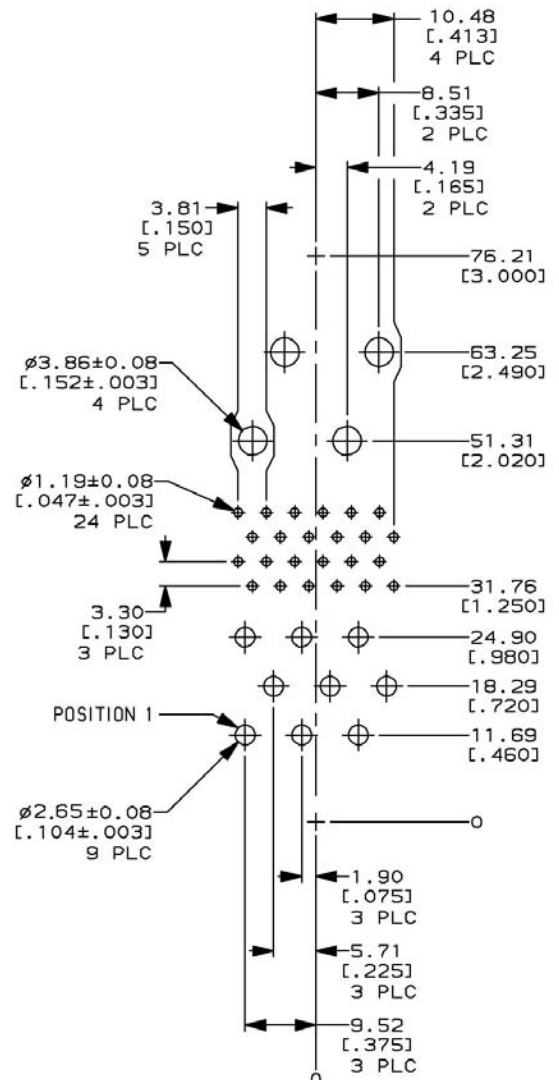 10.48
[.413]
4 PLC
8.51
[.335]
2 PLC
4.19
[.165]
2 PLC
3.81
[.150]
5 PLC
76.21
[3.000]
ø3.86±0.08
[.152±.003]
4 PLC
63.25
[2.490]
51.31
[2.020]
ø1.19±0.08
[.047±.003]
24 PLC
3.30
[.130]
3 PLC
31.76
[1.250]
24.90
[.980]
18.29
[.720]
POSITION 1
11.69
[.460]
ø2.65±0.08
[.104±.003]
9 PLC
0
1.90
[.075]
3 PLC
5.71
[.225]
3 PLC
9.52
[.375]
3 PLC
0